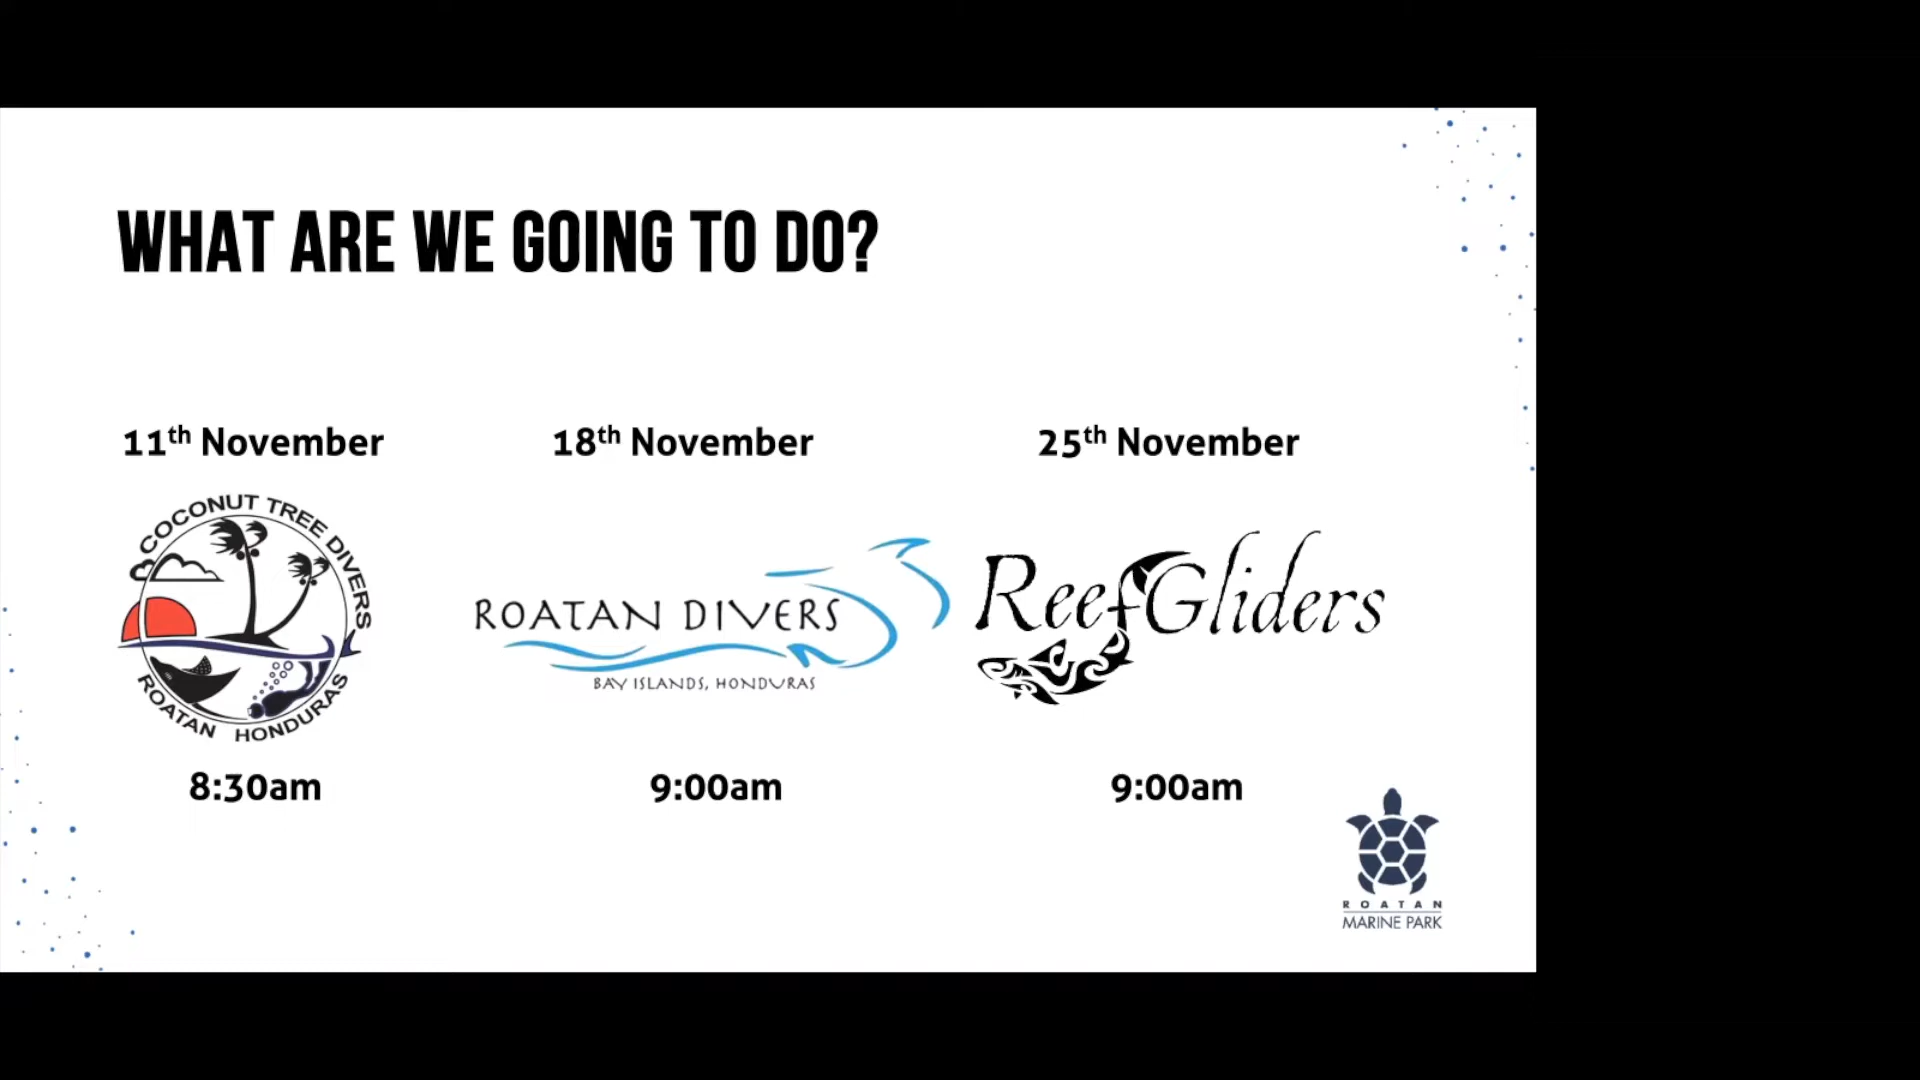 WHAT ARE WE GOING TO DO?
11th November
18th November
25th November
COCONUT TREE DIVERS
ROATAN HONDURAS
ROATAN DIVERS
BAY ISLANDS, HONDURAS
ReefGliders
8:30am
9:00am
9:00am
ROATAN
MARINE PARK